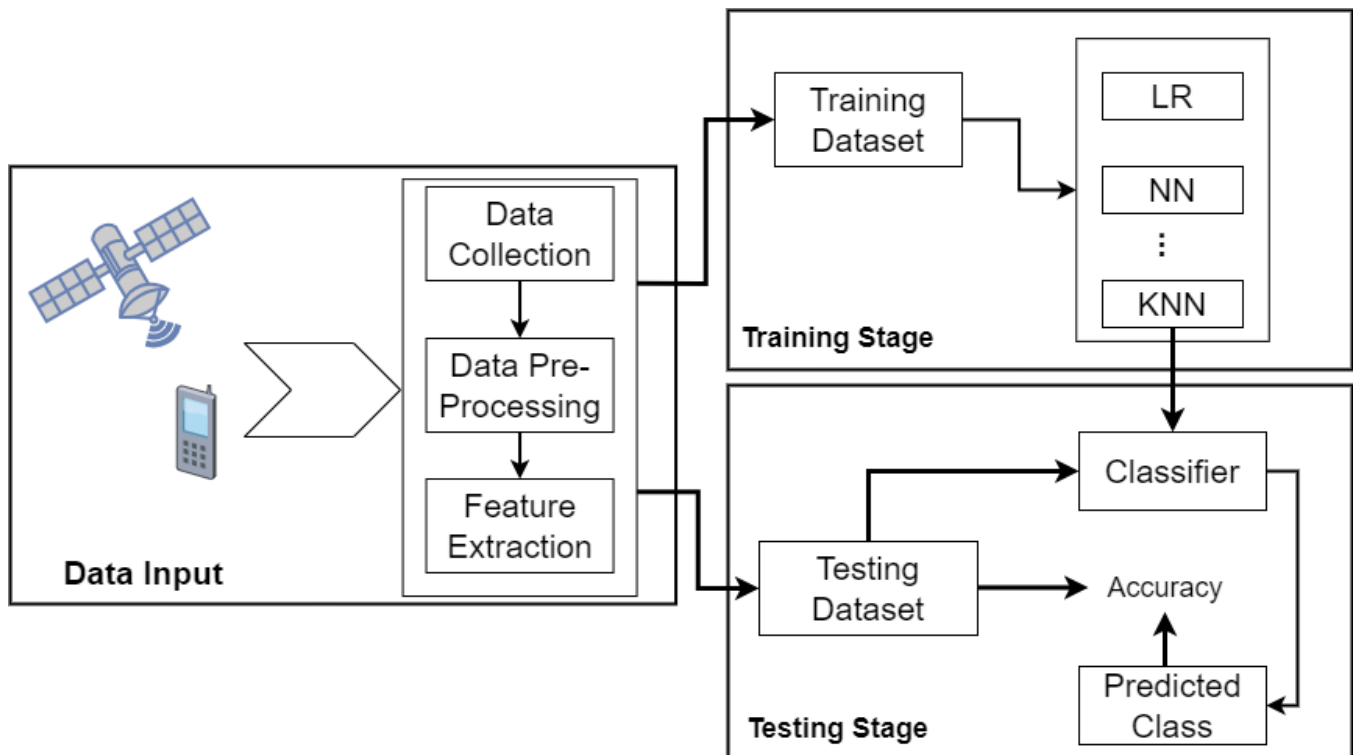 Data
Collection
Data Pre-
Processing
Feature
Extraction
Data Input
Training
Dataset
LR
NN
⋮
KNN
Training Stage
Classifier
Testing
Dataset
Accuracy
Predicted
Class
Testing Stage